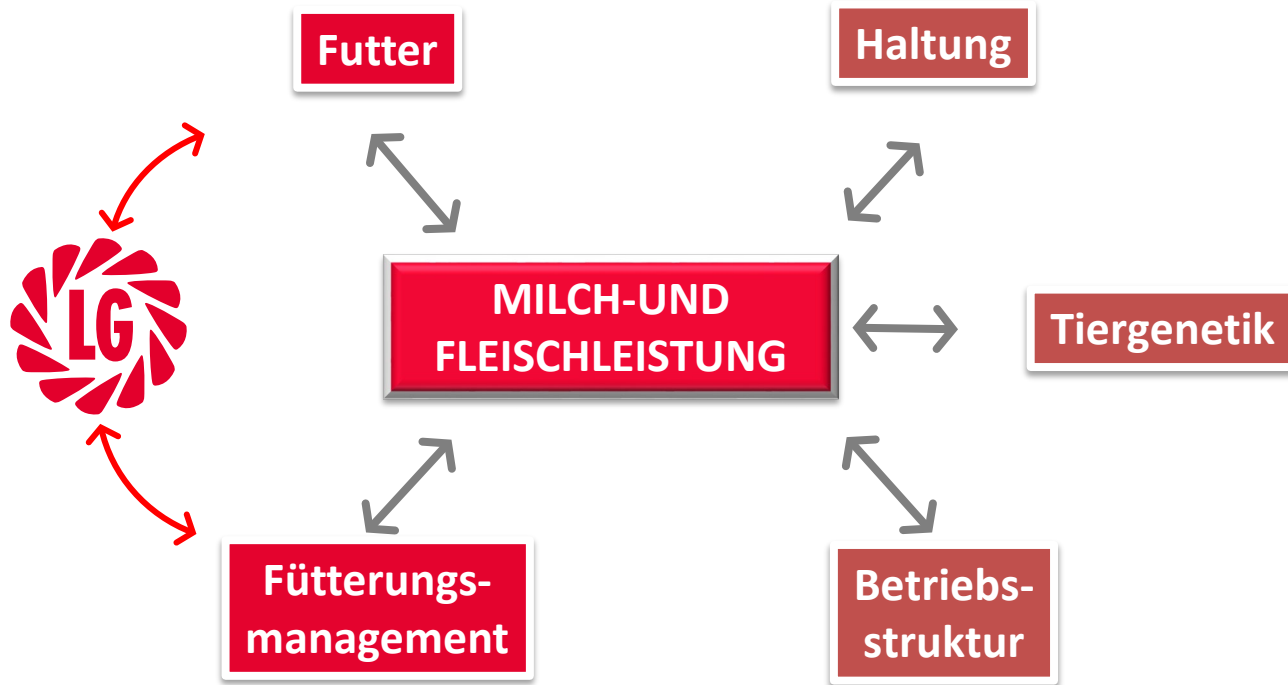 Futter
Haltung
LG
MILCH-UND
FLEISCHLEISTUNG
Tiergenetik
Fütterungs-
management
Betriebs-
struktur